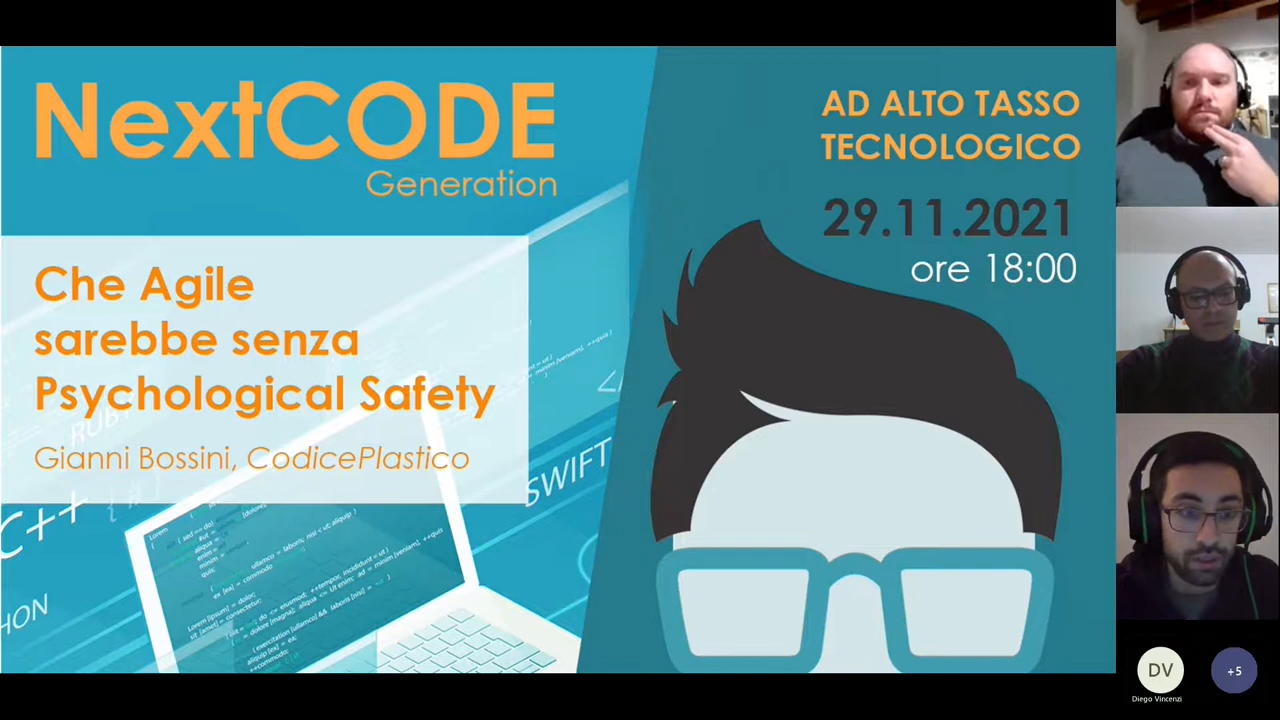 NextCODE
Generation
AD ALTO TASSO
TECNOLOGICO
29.11.2021
ore 18:00
Che Agile
sarebbe senza
Psychological Safety
Gianni Bossini, CodicePlastico
RUBY
C++
SWIFT
HON
DV
+5
Diego Vincenzi